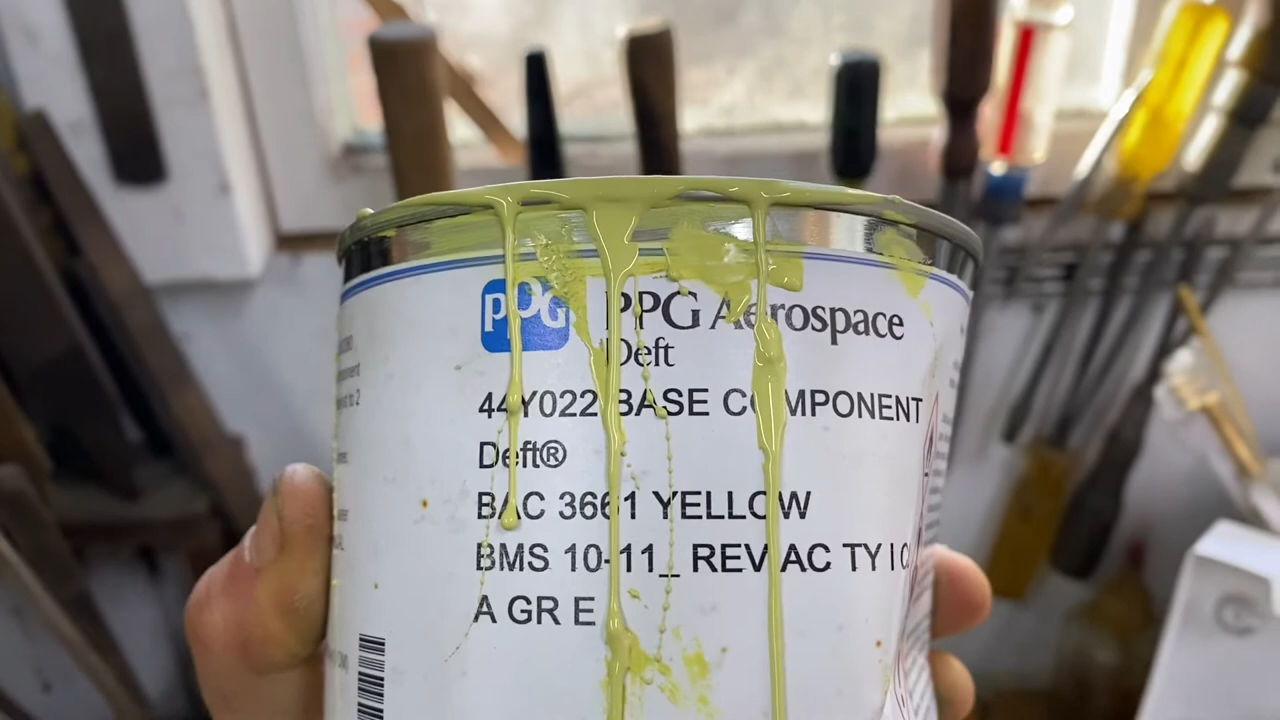 PPG
PPG Aerospace
Deft
44Y022 BASE COMPONENT
Deft®
BAC 3661 YELLOW
BMS 10-11_ REV AC TY I C
A GR E